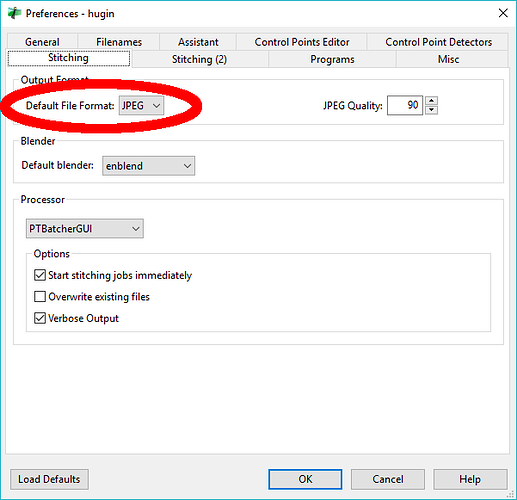 Preferences - hugin
General Filenames Assistant Control Points Editor Control Point Detectors
Stitching Stitching (2) Programs Misc
Output Format
Default File Format: JPEG JPEG Quality: 90
Blender
Default blender: enblend
Processor
PTBatcherGUI
Options
Start stitching jobs immediately
Overwrite existing files
Verbose Output
Load Defaults OK Cancel Help